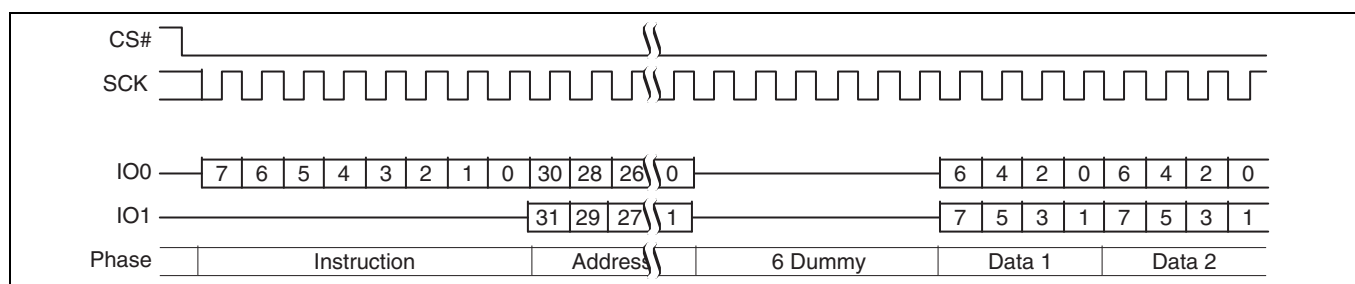 CS#
SCK
IO0 7 6 5 4 3 2 1 0 30 28 26 0 6 4 2 0 6 4 2 0
IO1 31 29 27 1 7 5 3 1 7 5 3 1
Phase Instruction Address 6 Dummy Data 1 Data 2